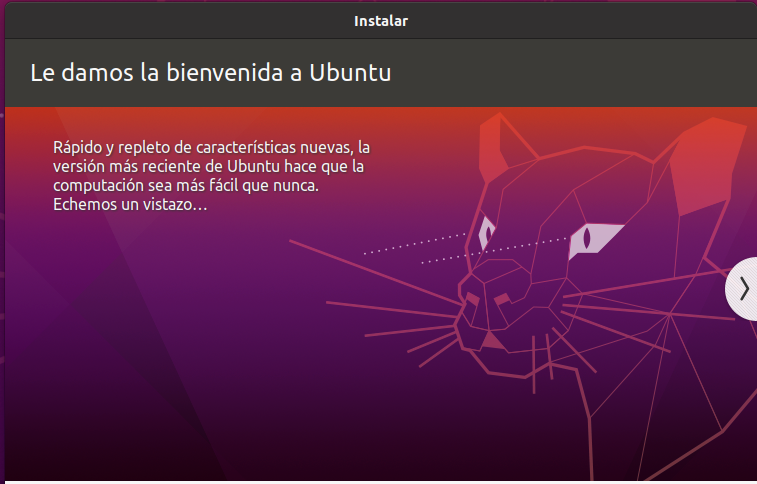 Instalar
Le damos la bienvenida a Ubuntu
Rápido y repleto de características nuevas, la
versión más reciente de Ubuntu hace que la
computación sea más fácil que nunca.
Echemos un vistazo…